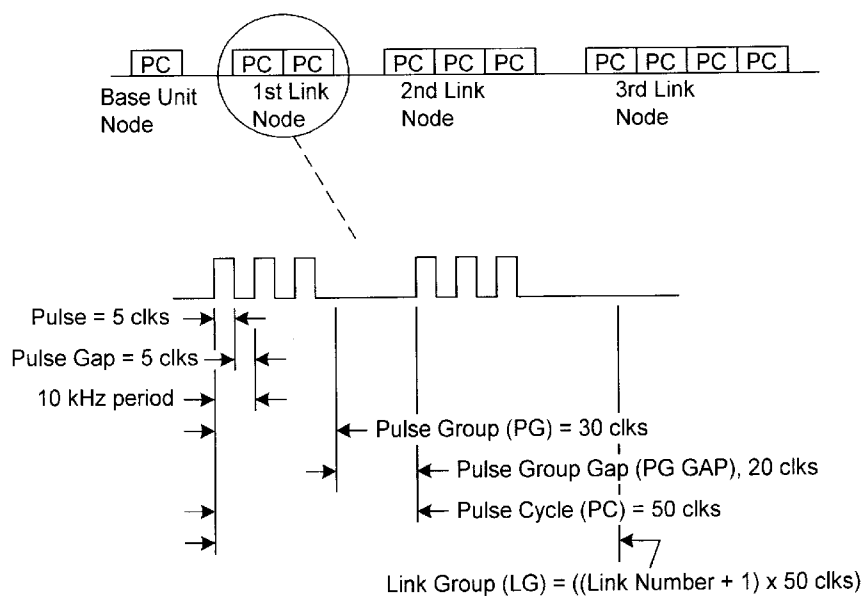 PC PC PC PC PC PC PC PC PC PC
Base Unit
Node
1st Link
Node
2nd Link
Node
3rd Link
Node
Pulse = 5 clks
Pulse Gap = 5 clks
10 kHz period
Pulse Group (PG) = 30 clks
Pulse Group Gap (PG GAP), 20 clks
Pulse Cycle (PC) = 50 clks
Link Group (LG) = ((Link Number + 1) x 50 clks)